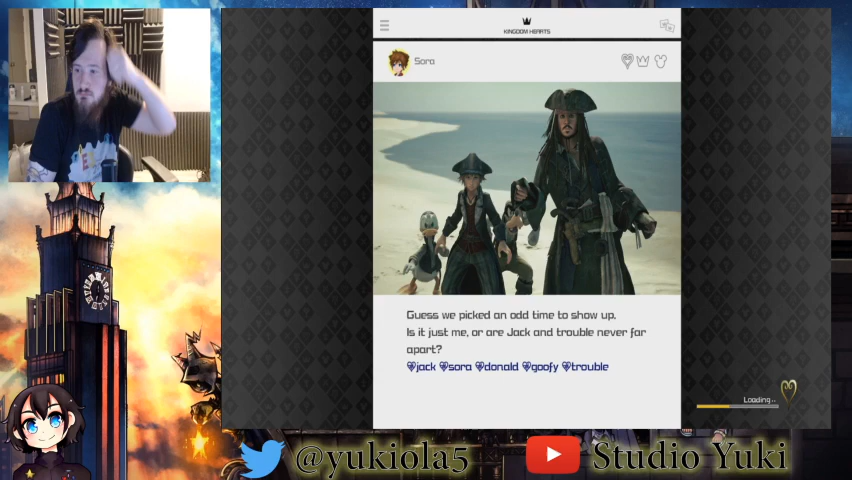 KINGDOM HEARTS
Sora
Guess we picked an odd time to show up.
Is it just me, or are Jack and trouble never far
apart?
jack sora donald goofy trouble
Loading..
@yukiola5
Studio Yuki